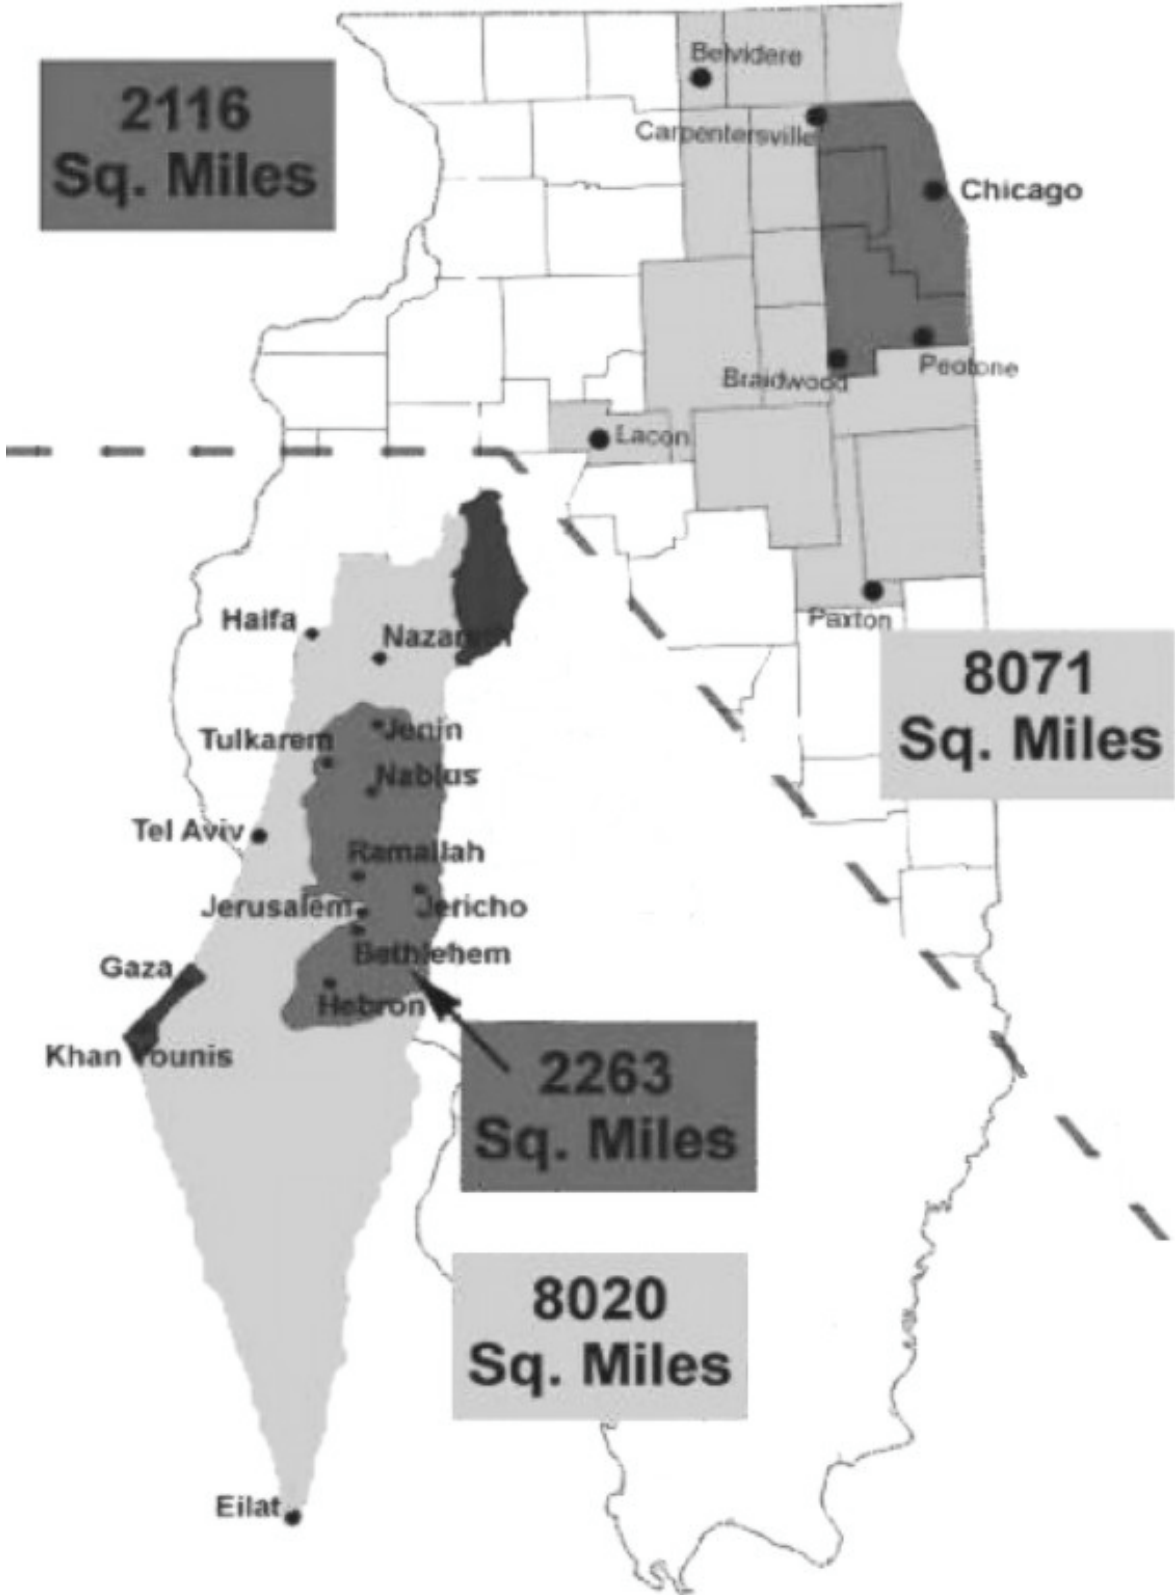 Belvidere
2116
Sq. Miles
Carpentersville
Chicago
Peotone
Braidwood
Lacon
Haifa
Nazareth
Paxton
8071
Sq. Miles
Jenin
Tulkarem
Nablus
Tel Aviv
Ramallah
Jerusalem
Jericho
Bethlehem
Gaza
Hebron
Khan Younis
2263
Sq. Miles
8020
Sq. Miles
Eilat